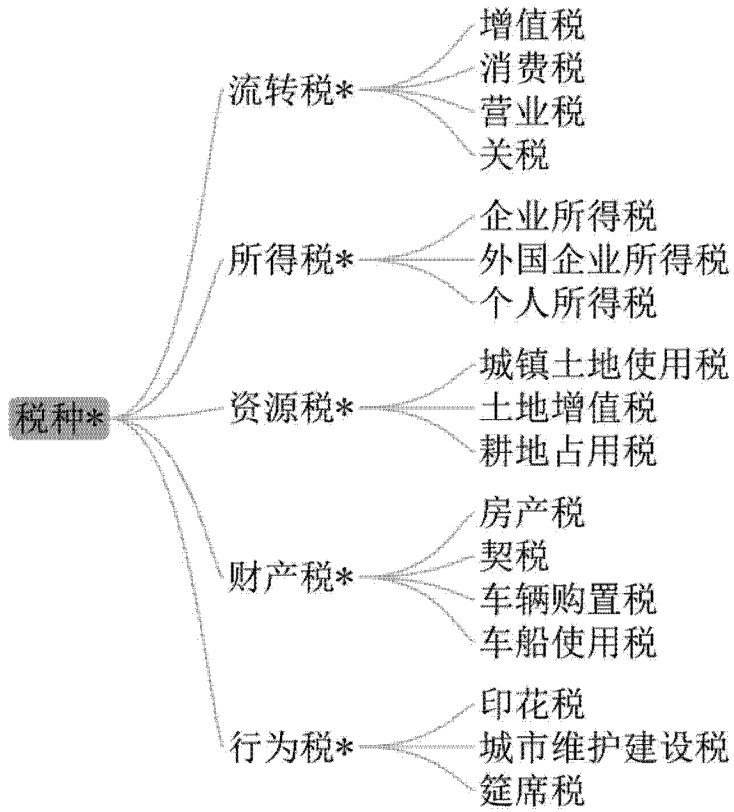 税种*
流转税*
增值税
消费税
营业税
关税
所得税*
企业所得税
外国企业所得税
个人所得税
资源税*
城镇土地使用税
土地增值税
耕地占用税
财产税*
房产税
契税
车辆购置税
车船使用税
行为税*
印花税
城市维护建设税
筵席税